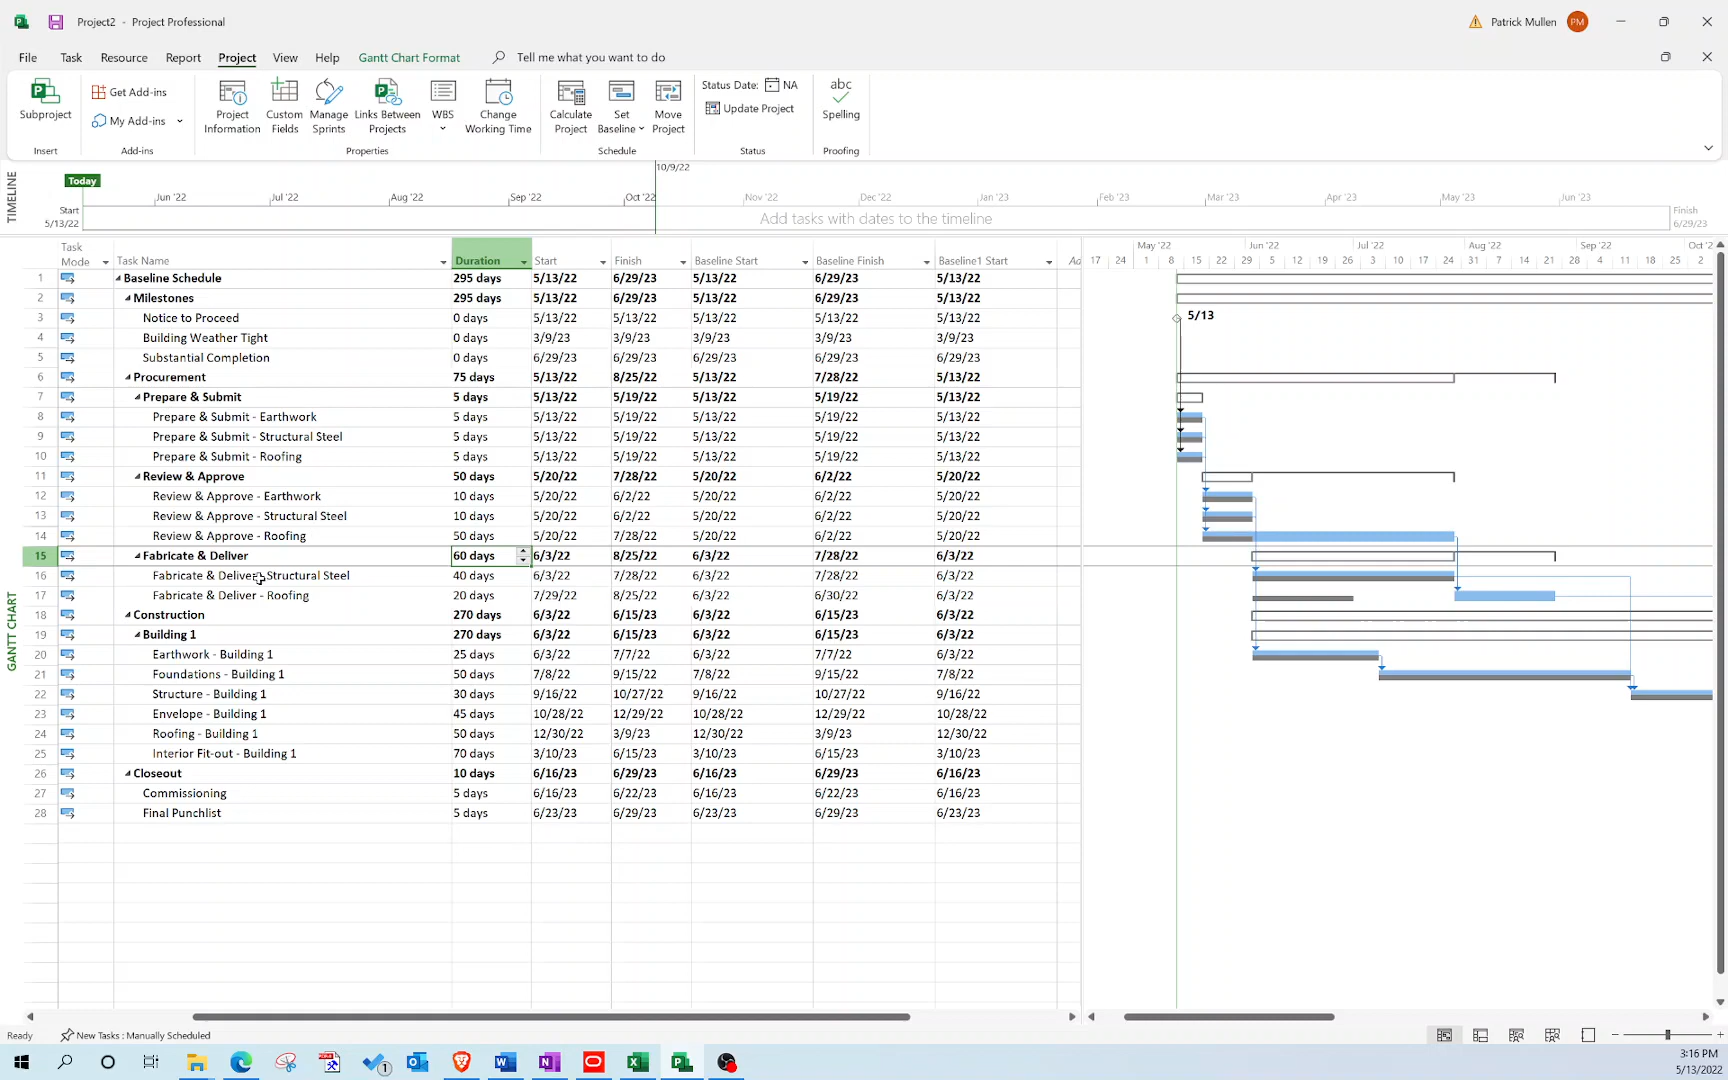 Project2 - Project Professional
Patrick Mullen PM
File Task Resource Report Project View Help Gantt Chart Format Tell me what you want to do
Subproject
Insert
Get Add-ins
My Add-ins
Add-ins
Project Information
Custom Fields
Manage Sprints
Links Between Projects
WBS
Change Working Time
Properties
Calculate Project
Set Baseline
Move Project
Schedule
Status Date: NA
Update Project
Status
abc
Spelling
Proofing
TIMELINE
10/9/22
Today
Jun '22 Jul '22 Aug '22 Sep '22 Oct '22 Nov '22 Dec '22 Jan '23 Feb '23 Mar '23 Apr '23 May '23 Jun '23
Start
5/13/22
Add tasks with dates to the timeline
Finish
6/29/23
GANTT CHART
Task Mode Task Name Duration Start Finish Baseline Start Baseline Finish Baseline1 Start Ad
May '22 Jun '22 Jul '22 Aug '22 Sep '22 Oct '2
17 24 1 8 15 22 29 5 12 19 26 3 10 17 24 31 7 14 21 28 4 11 18 25 2
1 Baseline Schedule 295 days 5/13/22 6/29/23 5/13/22 6/29/23 5/13/22
2 Milestones 295 days 5/13/22 6/29/23 5/13/22 6/29/23 5/13/22
3 Notice to Proceed 0 days 5/13/22 5/13/22 5/13/22 5/13/22 5/13/22 5/13
4 Building Weather Tight 0 days 3/9/23 3/9/23 3/9/23 3/9/23 3/9/23
5 Substantial Completion 0 days 6/29/23 6/29/23 6/29/23 6/29/23 6/29/23
6 Procurement 75 days 5/13/22 8/25/22 5/13/22 7/28/22 5/13/22
7 Prepare & Submit 5 days 5/13/22 5/19/22 5/13/22 5/19/22 5/13/22
8 Prepare & Submit - Earthwork 5 days 5/13/22 5/19/22 5/13/22 5/19/22 5/13/22
9 Prepare & Submit - Structural Steel 5 days 5/13/22 5/19/22 5/13/22 5/19/22 5/13/22
10 Prepare & Submit - Roofing 5 days 5/13/22 5/19/22 5/13/22 5/19/22 5/13/22
11 Review & Approve 50 days 5/20/22 7/28/22 5/20/22 6/2/22 5/20/22
12 Review & Approve - Earthwork 10 days 5/20/22 6/2/22 5/20/22 6/2/22 5/20/22
13 Review & Approve - Structural Steel 10 days 5/20/22 6/2/22 5/20/22 6/2/22 5/20/22
14 Review & Approve - Roofing 50 days 5/20/22 7/28/22 5/20/22 6/2/22 5/20/22
15 Fabricate & Deliver 60 days 6/3/22 8/25/22 6/3/22 7/28/22 6/3/22
16 Fabricate & Deliver - Structural Steel 40 days 6/3/22 7/28/22 6/3/22 7/28/22 6/3/22
17 Fabricate & Deliver - Roofing 20 days 7/29/22 8/25/22 6/3/22 6/30/22 6/3/22
18 Construction 270 days 6/3/22 6/15/23 6/3/22 6/15/23 6/3/22
19 Building 1 270 days 6/3/22 6/15/23 6/3/22 6/15/23 6/3/22
20 Earthwork - Building 1 25 days 6/3/22 7/7/22 6/3/22 7/7/22 6/3/22
21 Foundations - Building 1 50 days 7/8/22 9/15/22 7/8/22 9/15/22 7/8/22
22 Structure - Building 1 30 days 9/16/22 10/27/22 9/16/22 10/27/22 9/16/22
23 Envelope - Building 1 45 days 10/28/22 12/29/22 10/28/22 12/29/22 10/28/22
24 Roofing - Building 1 50 days 12/30/22 3/9/23 12/30/22 3/9/23 12/30/22
25 Interior Fit-out - Building 1 70 days 3/10/23 6/15/23 3/10/23 6/15/23 3/10/23
26 Closeout 10 days 6/16/23 6/29/23 6/16/23 6/29/23 6/16/23
27 Commissioning 5 days 6/16/23 6/22/23 6/16/23 6/22/23 6/16/23
28 Final Punchlist 5 days 6/23/23 6/29/23 6/23/23 6/29/23 6/23/23
Ready New Tasks : Manually Scheduled
3:16 PM
5/13/2022